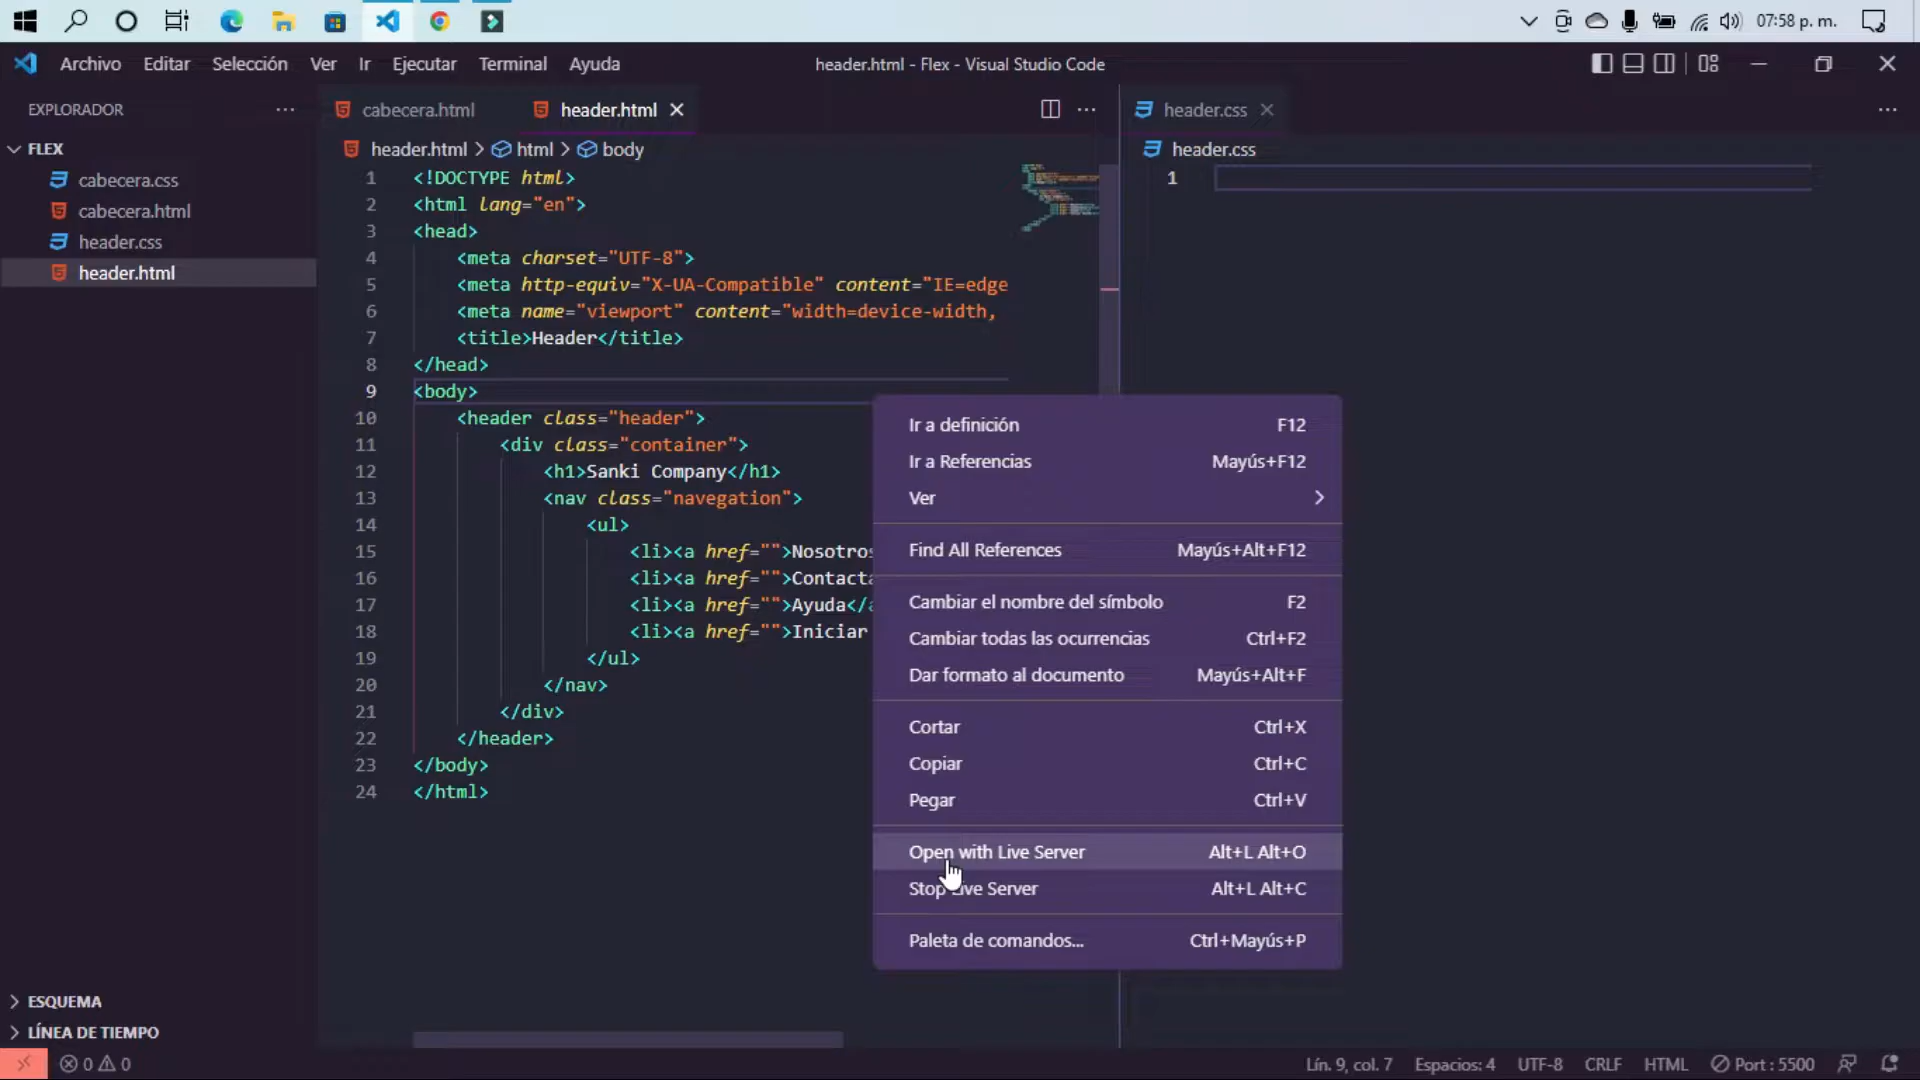 07:58 p. m.
Archivo Editar Selección Ver Ir Ejecutar Terminal Ayuda
header.html - Flex - Visual Studio Code
EXPLORADOR
FLEX
cabecera.css
cabecera.html
header.css
header.html
ESQUEMA
LÍNEA DE TIEMPO
cabecera.html header.html
header.html > html > body
1 <!DOCTYPE html>
2 <html lang="en">
3 <head>
4 <meta charset="UTF-8">
5 <meta http-equiv="X-UA-Compatible" content="IE=edge
6 <meta name="viewport" content="width=device-width,
7 <title>Header</title>
8 </head>
9 <body>
10 <header class="header">
11 <div class="container">
12 <h1>Sanki Company</h1>
13 <nav class="navegation">
14 <ul>
15 <li><a href="">Nosotros
16 <li><a href="">Contacta
17 <li><a href="">Ayuda</a
18 <li><a href="">Iniciar
19 </ul>
20 </nav>
21 </div>
22 </header>
23 </body>
24 </html>
header.css
header.css
1
Ir a definición F12
Ir a Referencias Mayús+F12
Ver
Find All References Mayús+Alt+F12
Cambiar el nombre del símbolo F2
Cambiar todas las ocurrencias Ctrl+F2
Dar formato al documento Mayús+Alt+F
Cortar Ctrl+X
Copiar Ctrl+C
Pegar Ctrl+V
Open with Live Server Alt+L Alt+O
Stop Live Server Alt+L Alt+C
Paleta de comandos... Ctrl+Mayús+P
0 0
Lín. 9, col. 7 Espacios: 4 UTF-8 CRLF HTML Port : 5500